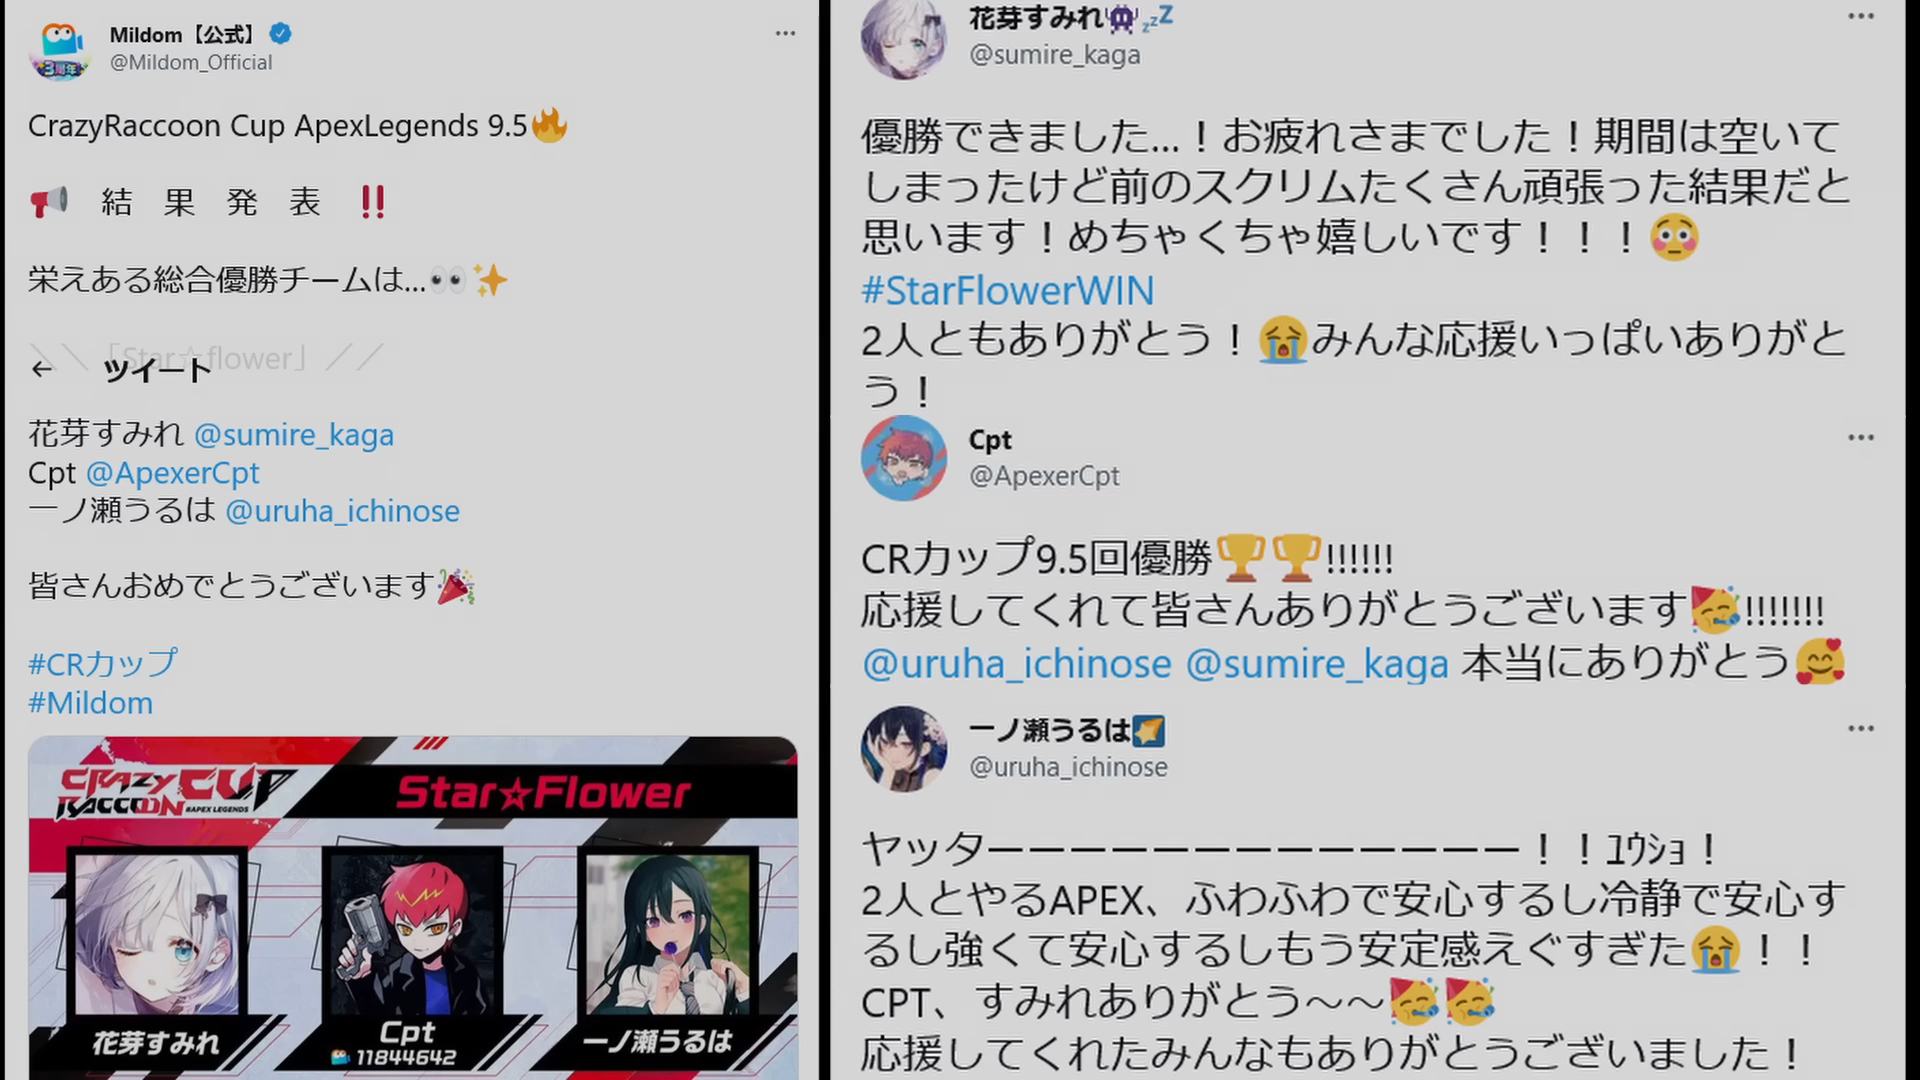 Mildom【公式】
@Mildom_Official
CrazyRaccoon Cup ApexLegends 9.5🔥
📢 結 果 発 表 ‼
栄えある総合優勝チームは...👀✨
＼＼「Star☆flower」／／
← ツイート
花芽すみれ @sumire_kaga
Cpt @ApexerCpt
一ノ瀬うるは @uruha_ichinose
皆さんおめでとうございます🎉
#CRカップ
#Mildom
CRAZY RACCOON CUP
#APEX LEGENDS
Star☆Flower
花芽すみれ
Cpt
11844642
一ノ瀬うるは
花芽すみれ👾💤
@sumire_kaga
優勝できました...！お疲れさまでした！期間は空いて
しまったけど前のスクリムたくさん頑張った結果だと
思います！めちゃくちゃ嬉しいです！！！😳
#StarFlowerWIN
2人ともありがとう！😭みんな応援いっぱいありがと
う！
Cpt
@ApexerCpt
CRカップ9.5回優勝🏆🏆!!!!!!
応援してくれて皆さんありがとうございます🥳!!!!!!!
@uruha_ichinose @sumire_kaga 本当にありがとう🥰
一ノ瀬うるは🌠
@uruha_ichinose
ヤッターーーーーーーーーーーーーー！！ﾕｳｼｮ！
2人とやるAPEX、ふわふわで安心するし冷静で安心す
るし強くて安心するしもう安定感えぐすぎた😭！！
CPT、すみれありがとう～～🥳🥳
応援してくれたみんなもありがとうございました！